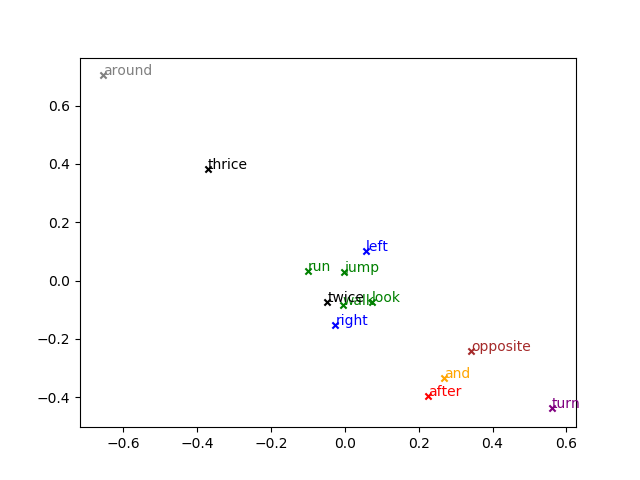 around
0.6
thrice
0.4
0.2
left
run
jump
0.0
twice
walk
look
right
−0.2
opposite
and
after
−0.4
turn
−0.6
−0.4
−0.2
0.0
0.2
0.4
0.6